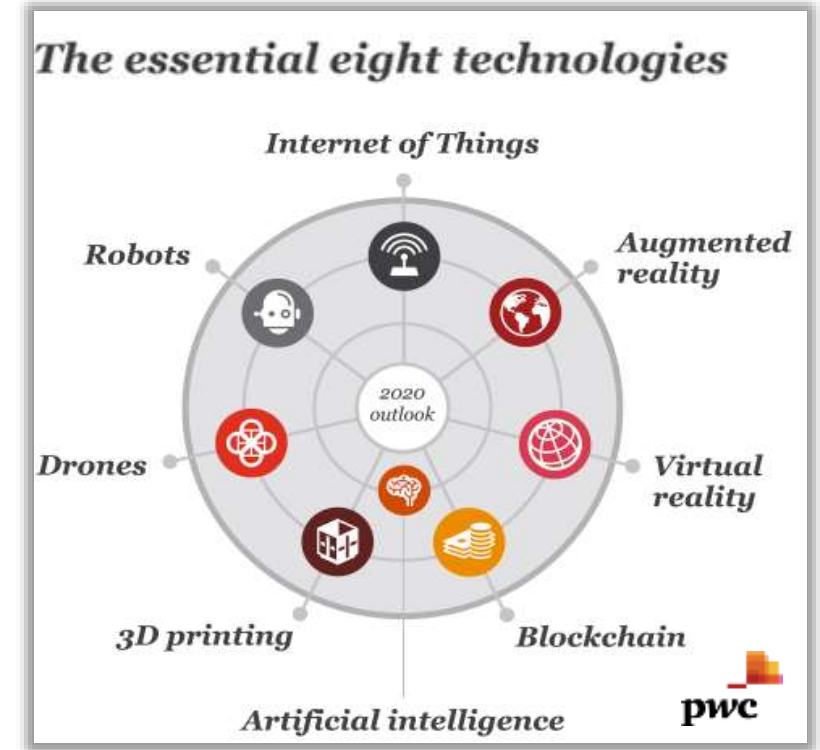 The essential eight technologies
Internet of Things
Robots
Augmented
reality
2020
outlook
Drones
Virtual
reality
3D printing
Blockchain
Artificial intelligence
pwc